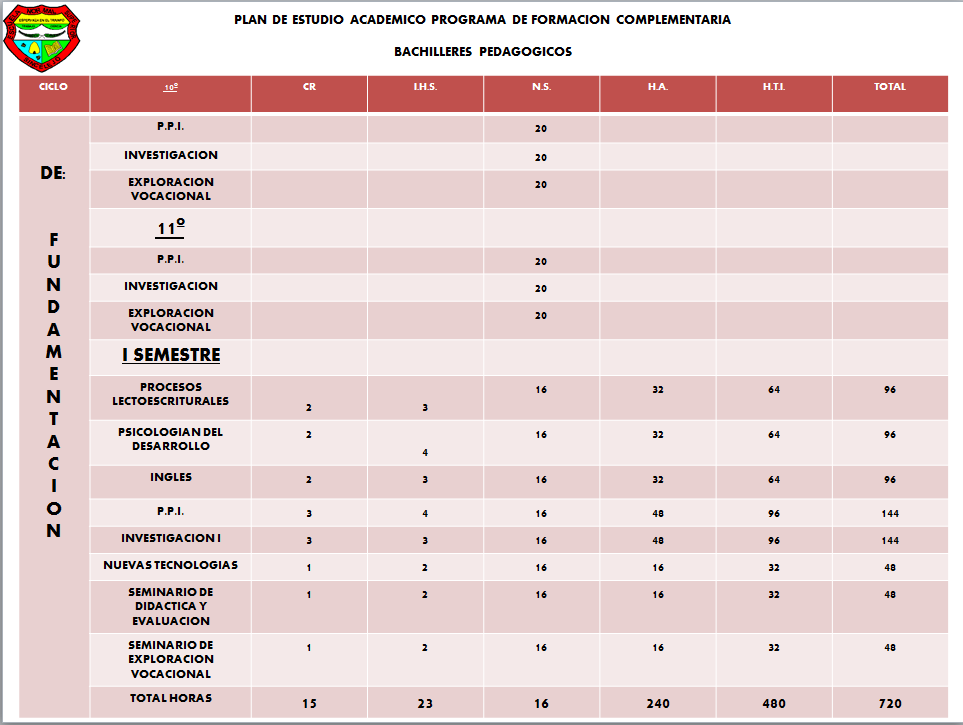 PLAN DE ESTUDIO ACADEMICO PROGRAMA DE FORMACION COMPLEMENTARIA
BACHILLERES PEDAGOGICOS
CICLO 10º CR I.H.S. N.S. H.A. H.T.I. TOTAL
DE: FUNDAMENTACION
P.P.I. 20
INVESTIGACION 20
EXPLORACION
VOCACIONAL 20
11º
P.P.I. 20
INVESTIGACION 20
EXPLORACION
VOCACIONAL 20
I SEMESTRE
PROCESOS
LECTOESCRITURALES 2 3 16 32 64 96
PSICOLOGIAN DEL
DESARROLLO 2 4 16 32 64 96
INGLES 2 3 16 32 64 96
P.P.I. 3 4 16 48 96 144
INVESTIGACION I 3 3 16 48 96 144
NUEVAS TECNOLOGIAS 1 2 16 16 32 48
SEMINARIO DE
DIDACTICA Y
EVALUACION 1 2 16 16 32 48
SEMINARIO DE
EXPLORACION
VOCACIONAL 1 2 16 16 32 48
TOTAL HORAS 15 23 16 240 480 720